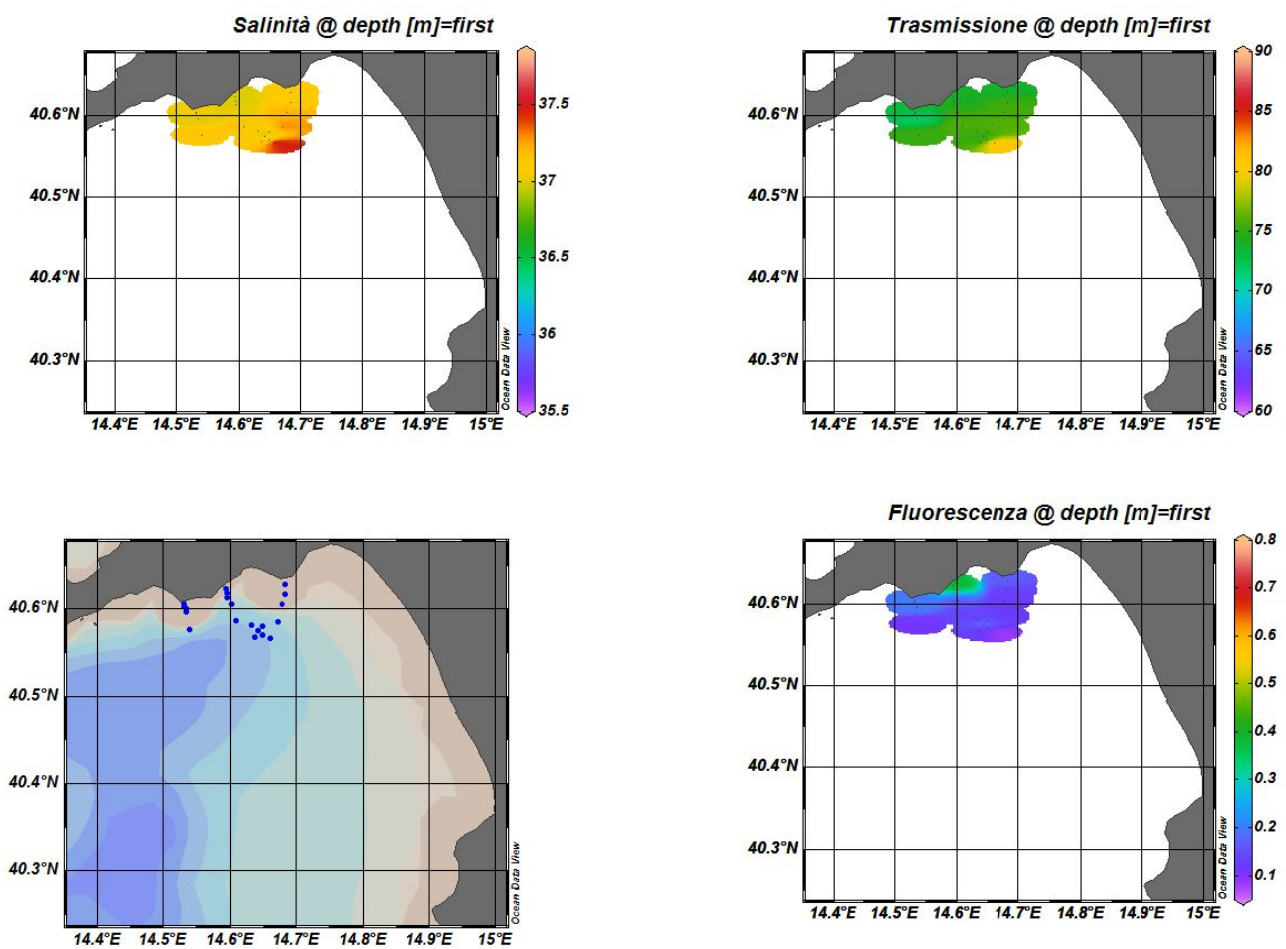 Salinità @ depth [m]=first
40.6°N
40.5°N
40.4°N
40.3°N
14.4°E 14.5°E 14.6°E 14.7°E 14.8°E 14.9°E 15°E
37.5
37
36.5
36
35.5
Ocean Data View
Trasmissione @ depth [m]=first
40.6°N
40.5°N
40.4°N
40.3°N
14.4°E 14.5°E 14.6°E 14.7°E 14.8°E 14.9°E 15°E
90
85
80
75
70
65
60
Ocean Data View
40.6°N
40.5°N
40.4°N
40.3°N
14.4°E 14.5°E 14.6°E 14.7°E 14.8°E 14.9°E 15°E
Ocean Data View
Fluorescenza @ depth [m]=first
40.6°N
40.5°N
40.4°N
40.3°N
14.4°E 14.5°E 14.6°E 14.7°E 14.8°E 14.9°E 15°E
0.8
0.7
0.6
0.5
0.4
0.3
0.2
0.1
Ocean Data View